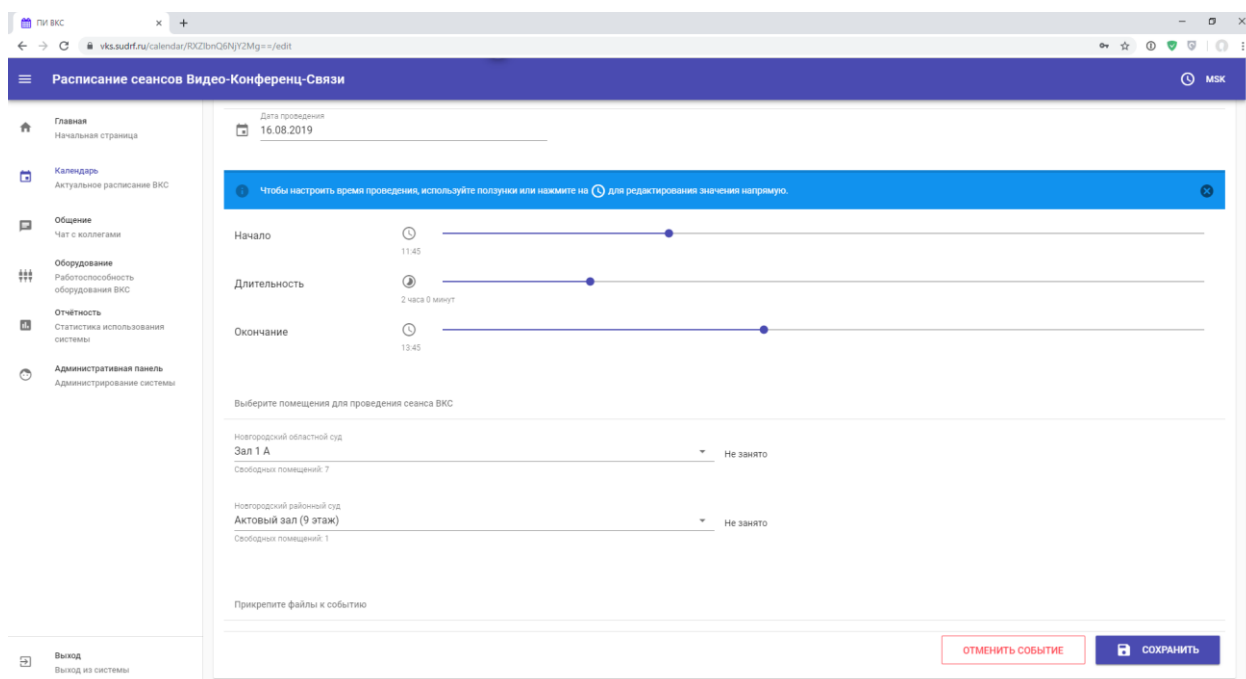 ПИ ВКС
vks.sudrf.ru/calendar/RXZlbnQ6NjY2Mg==/edit
Расписание сеансов Видео-Конференц-Связи
MSK
Главная
Начальная страница
Календарь
Актуальное расписание ВКС
Общение
Чат с коллегами
Оборудование
Работоспособность
оборудования ВКС
Отчётность
Статистика использования
системы
Административная панель
Администрирование системы
Выход
Выход из системы
Дата проведения
16.08.2019
Чтобы настроить время проведения, используйте ползунки или нажмите на для редактирования значения напрямую.
Начало
11:45
Длительность
2 часа 0 минут
Окончание
13:45
Выберите помещения для проведения сеанса ВКС
Новгородский областной суд
Зал 1 А
Не занято
Свободных помещений: 7
Новгородский районный суд
Актовый зал (9 этаж)
Не занято
Свободных помещений: 1
Прикрепите файлы к событию
ОТМЕНИТЬ СОБЫТИЕ
СОХРАНИТЬ